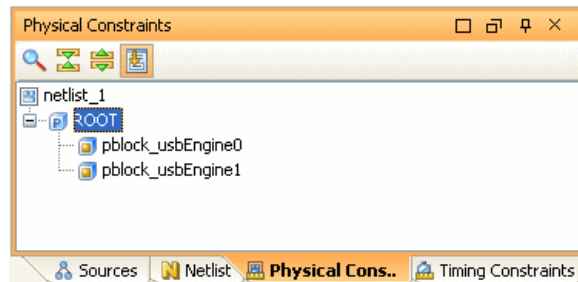 Physical Constraints
netlist_1
ROOT
pblock_usbEngine0
pblock_usbEngine1
Sources Netlist Physical Cons.. Timing Constraints